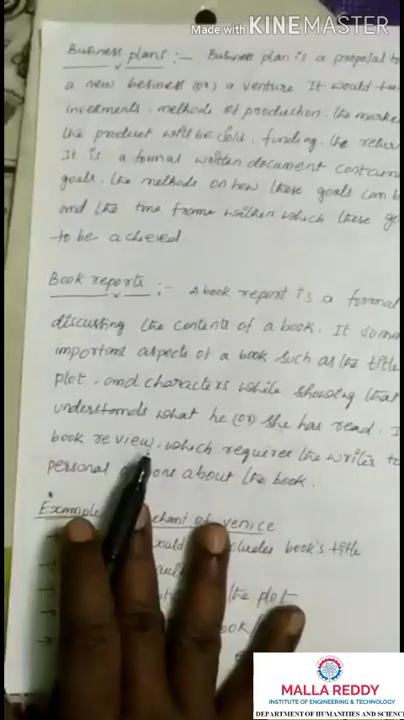 Made with KINEMASTER
Business plans :- Business plan is a proposal to
a new business (or) a venture It would
investments. methods of production. the market
the product will be sold. funding. the return
It is a formal written document
goals. the methods on how these goals can
and the time frame within which these
to be achieved.
Book reports :- A book report is a formal
discussing the contents of a book. It
important aspects of a book such as the title
plot, and characters while showing that
understands what he (or) she has read. I
book review, which requires the writer to
personal about the book.
Example chant of venice
book's title
the plot
MALLA REDDY
INSTITUTE OF ENGINEERING & TECHNOLOGY
DEPARTMENT OF HUMANITIES AND SCIENC